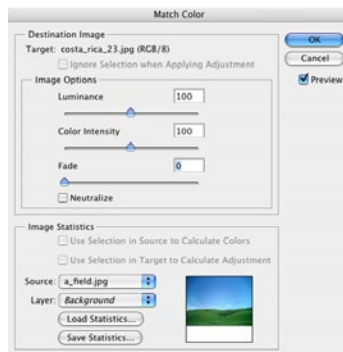 Match Color
Destination Image
Target: costa_rica_23.jpg (RGB/8)
Ignore Selection when Applying Adjustment
Image Options
Luminance 100
Color Intensity 100
Fade 0
Neutralize
OK
Cancel
Preview
Image Statistics
Use Selection in Source to Calculate Colors
Use Selection in Target to Calculate Adjustment
Source: a_field.jpg
Layer: Background
Load Statistics...
Save Statistics...